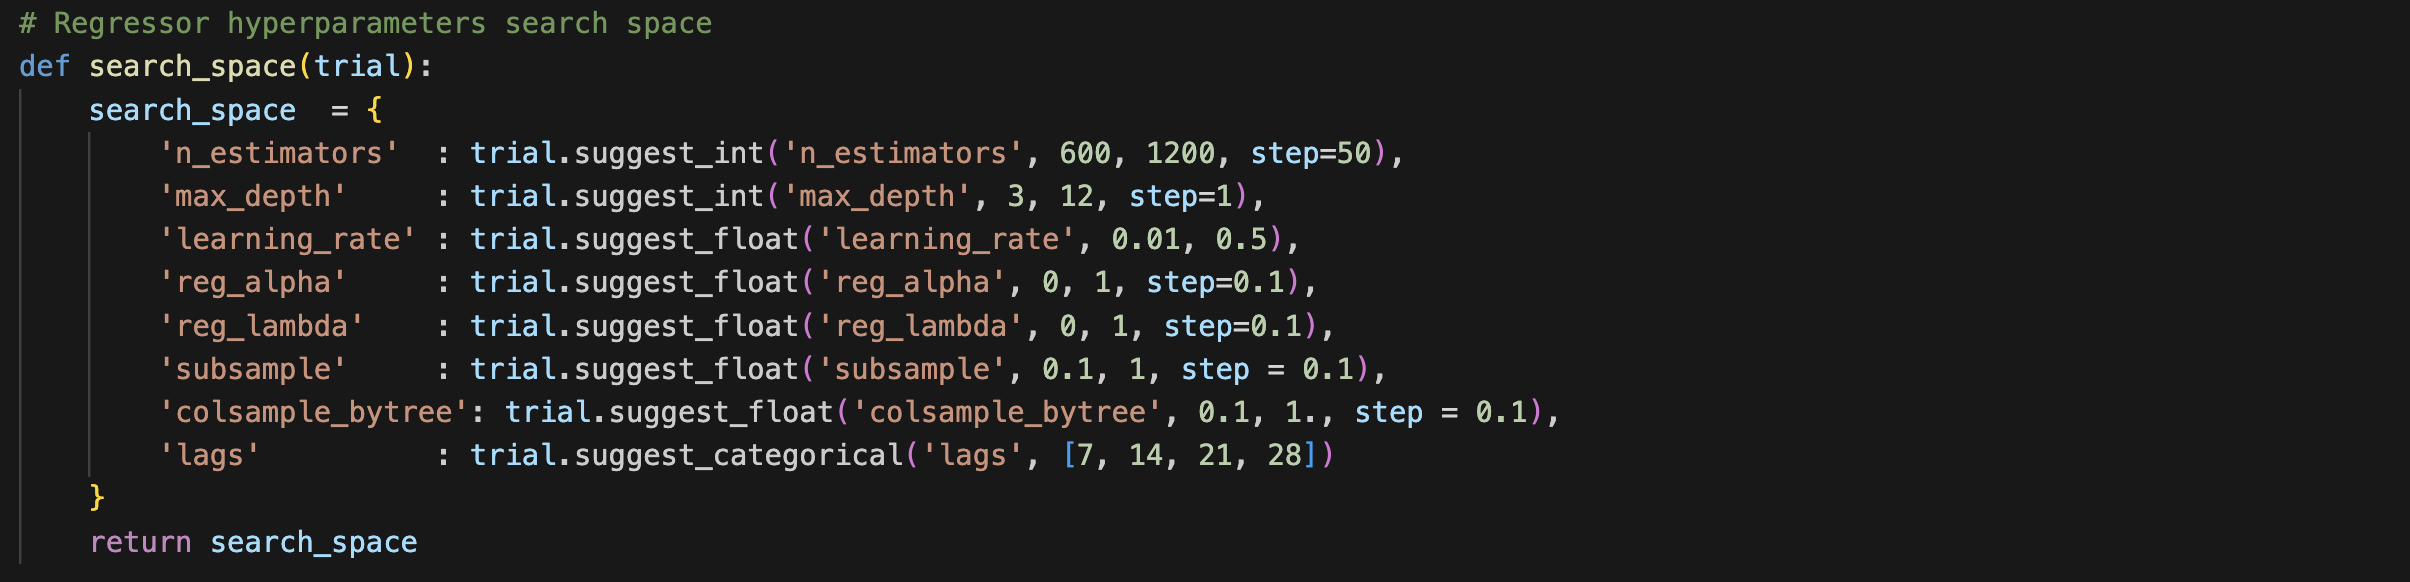 # Regressor hyperparameters search space
def search_space(trial):
    search_space  = {
        'n_estimators'  : trial.suggest_int('n_estimators', 600, 1200, step=50),
        'max_depth'     : trial.suggest_int('max_depth', 3, 12, step=1),
        'learning_rate' : trial.suggest_float('learning_rate', 0.01, 0.5),
        'reg_alpha'     : trial.suggest_float('reg_alpha', 0, 1, step=0.1),
        'reg_lambda'    : trial.suggest_float('reg_lambda', 0, 1, step=0.1),
        'subsample'     : trial.suggest_float('subsample', 0.1, 1, step = 0.1),
        'colsample_bytree': trial.suggest_float('colsample_bytree', 0.1, 1., step = 0.1),
        'lags'          : trial.suggest_categorical('lags', [7, 14, 21, 28])
    }
    return search_space